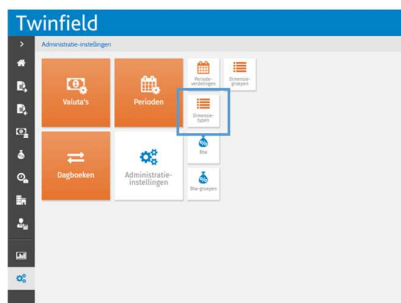 Twinfield
Administratie-instellingen
Valuta's
Perioden
Periode-
verdelingen
Dimensie-
groepen
Dimensie-
typen
Dagboeken
Administratie-
instellingen
Btw
Btw-groepen